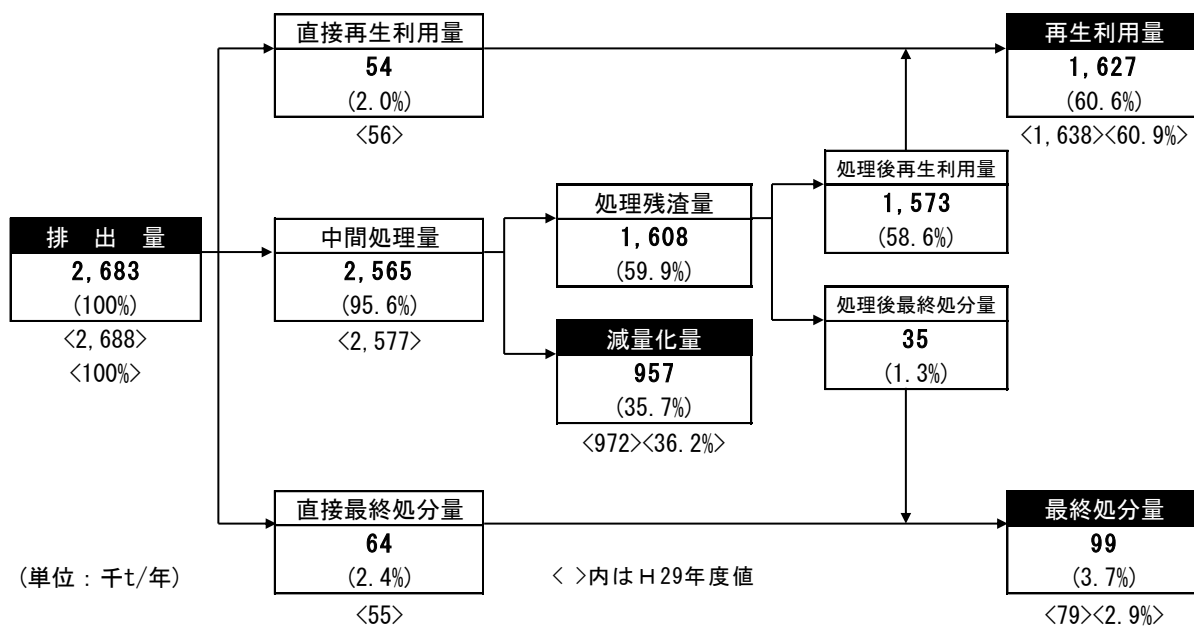 直接再生利用量
54
(2.0%)
<56>
再生利用量
1,627
(60.6%)
<1,638><60.9%>
処理後再生利用量
1,573
(58.6%)
処理残渣量
1,608
(59.9%)
排 出 量
2,683
(100%)
<2,688>
<100%>
中間処理量
2,565
(95.6%)
<2,577>
減量化量
957
(35.7%)
<972><36.2%>
処理後最終処分量
35
(1.3%)
直接最終処分量
64
(2.4%)
<55>
最終処分量
99
(3.7%)
<79><2.9%>
(単位：千t/年)
< >内はH29年度値